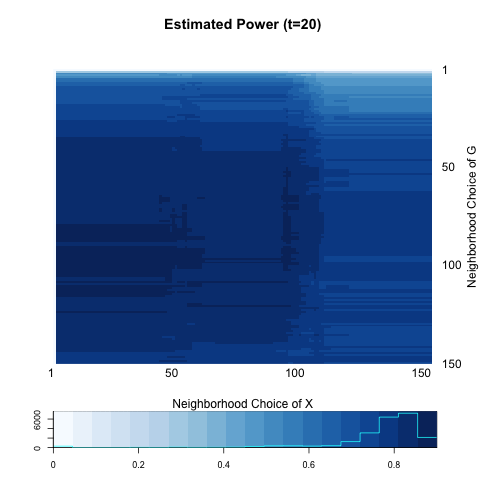 Estimated Power (t=20)
1
50
100
150
Neighborhood Choice of G
1 50 100 150
Neighborhood Choice of X
0 6000
0 0.2 0.4 0.6 0.8